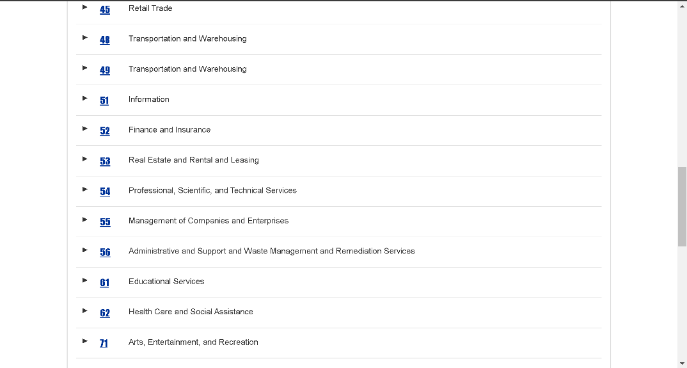 45 Retail Trade
48 Transportation and Warehousing
49 Transportation and Warehousing
51 Information
52 Finance and Insurance
53 Real Estate and Rental and Leasing
54 Professional, Scientific, and Technical Services
55 Management of Companies and Enterprises
56 Administrative and Support and Waste Management and Remediation Services
61 Educational Services
62 Health Care and Social Assistance
71 Arts, Entertainment, and Recreation